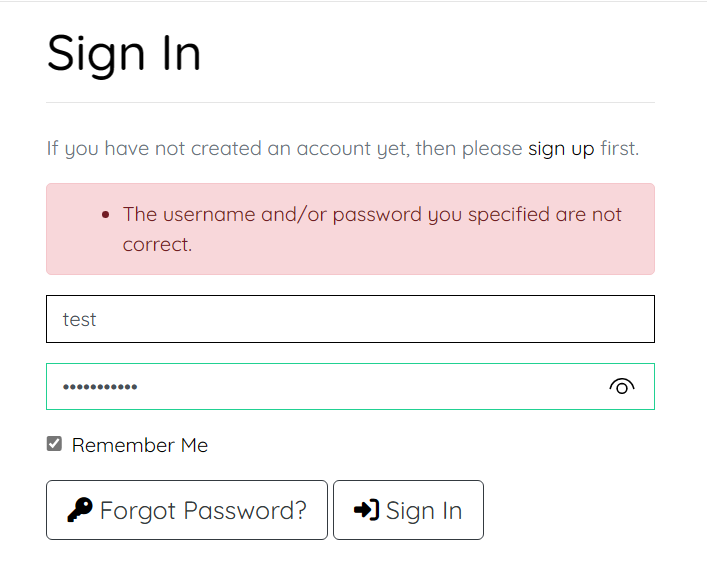 Sign In
If you have not created an account yet, then please sign up first.
• The username and/or password you specified are not
correct.
test
•••••••••••
Remember Me
Forgot Password? Sign In